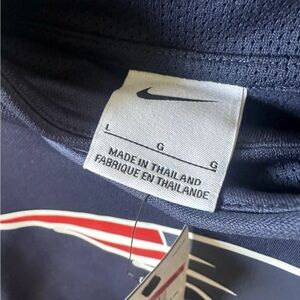 L G G
MADE IN THAILAND
FABRIQUE EN THAILANDE